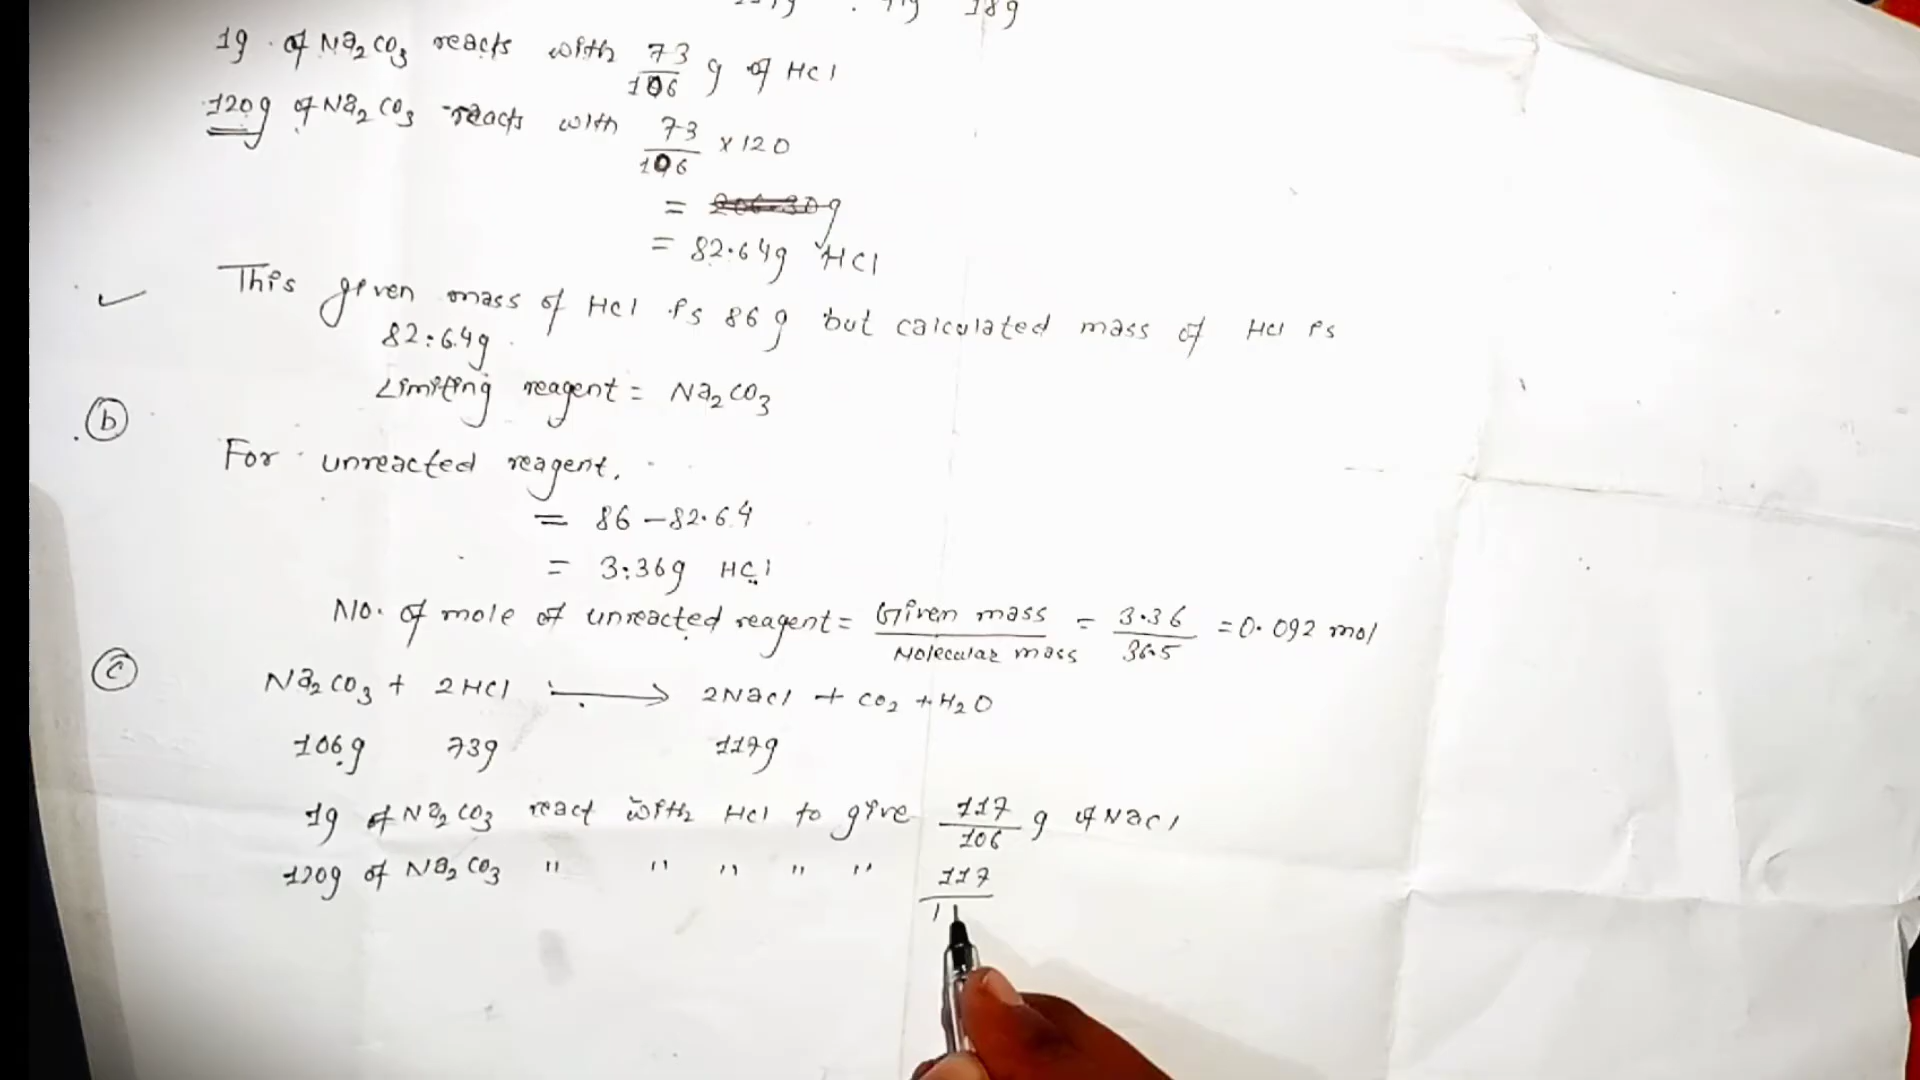 18g
1g of Na2CO3 reacts with 73/106 g of HCl
120g of Na2CO3 reacts with 73/106 × 120
=
= 82.64g HCl
This given mass of HCl is 86g but calculated mass of HCl is
82.64g.
Limiting reagent = Na2CO3
(b)
For unreacted reagent,
= 86 - 82.64
= 3.36g HCl
No. of mole of unreacted reagent = Given mass/Molecular mass = 3.36/36.5 = 0.092 mol
(c) Na2CO3 + 2HCl → 2NaCl + CO2 + H2O
106g 73g 117g
1g of Na2CO3 react with HCl to give 117/106 g of NaCl
120g of Na2CO3 " " " " " 117/1